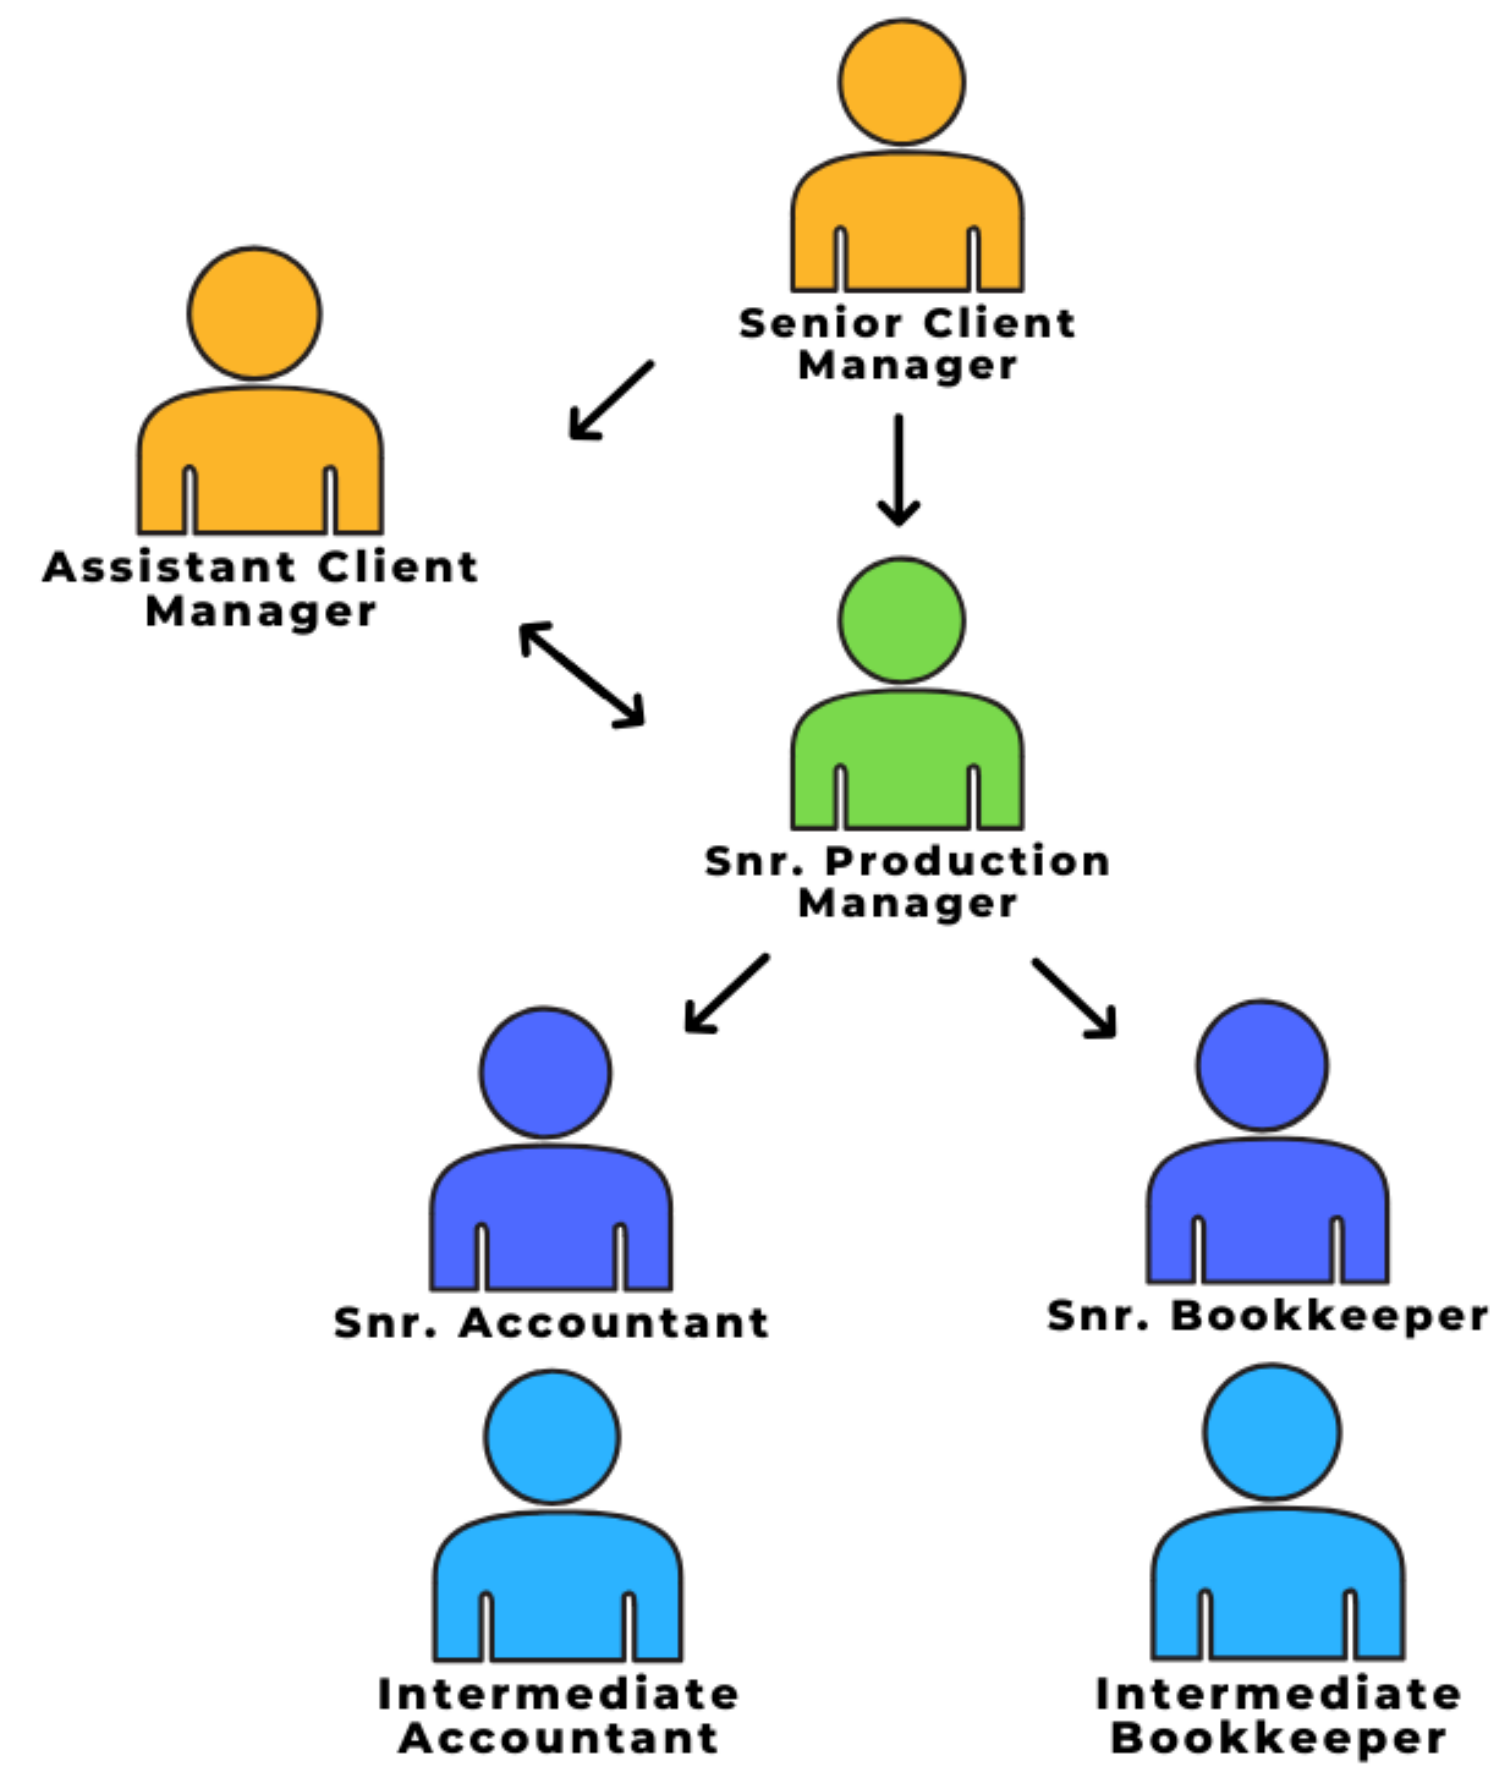 Senior Client
Manager
Assistant Client
Manager
Snr. Production
Manager
Snr. Accountant
Snr. Bookkeeper
Intermediate
Accountant
Intermediate
Bookkeeper